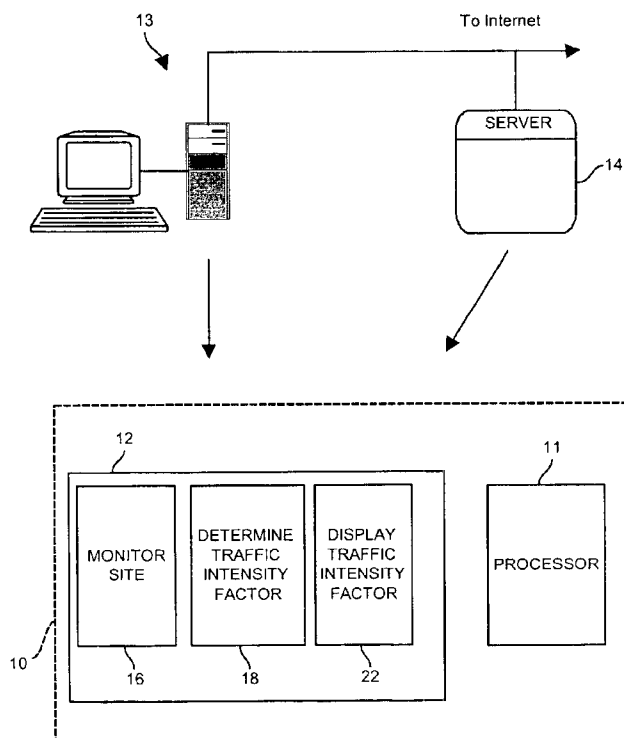 13
To Internet
SERVER
14
12
11
MONITOR
SITE
DETERMINE
TRAFFIC
INTENSITY
FACTOR
DISPLAY
TRAFFIC
INTENSITY
FACTOR
PROCESSOR
10
16
18
22